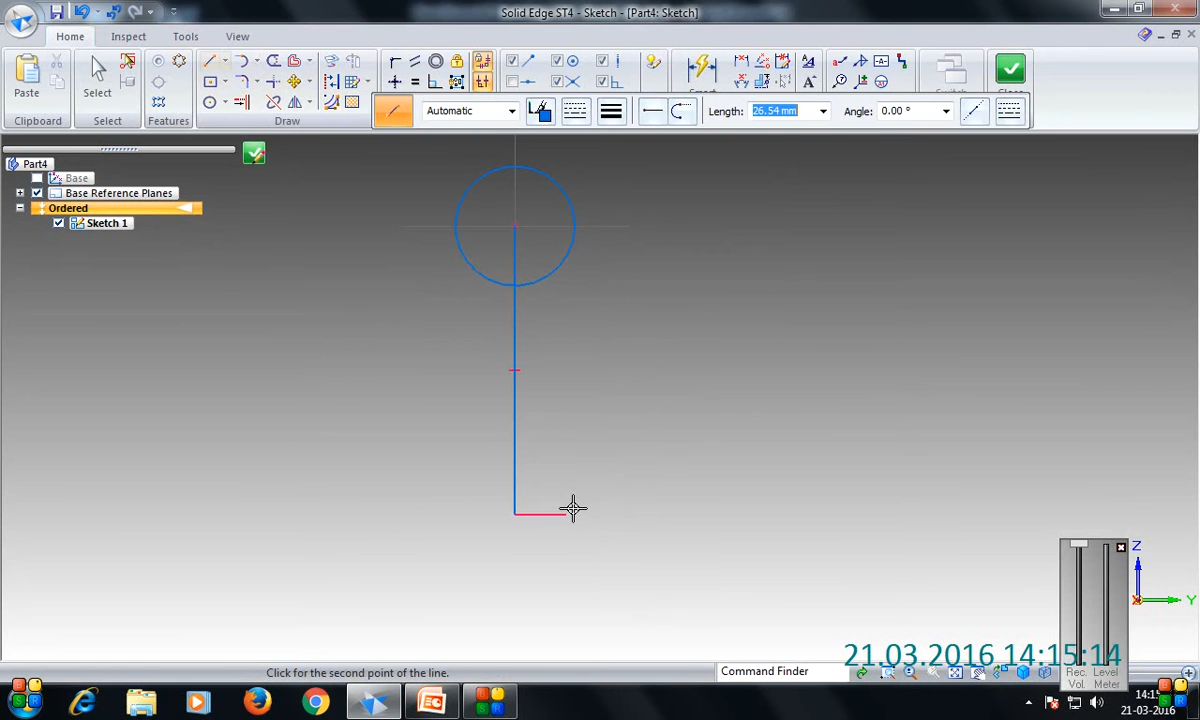 Solid Edge ST4 - Sketch - [Part4: Sketch]
Home Inspect Tools View
Paste Select
Clipboard Select Features Draw
Automatic Length: 26.54 mm Angle: 0.00 °
Part4
Base
Base Reference Planes
Ordered
Sketch 1
Z
Y
21.03.2016 14:15:14
Click for the second point of the line. Command Finder
Rec. Vol. Level Meter
21-03-2016